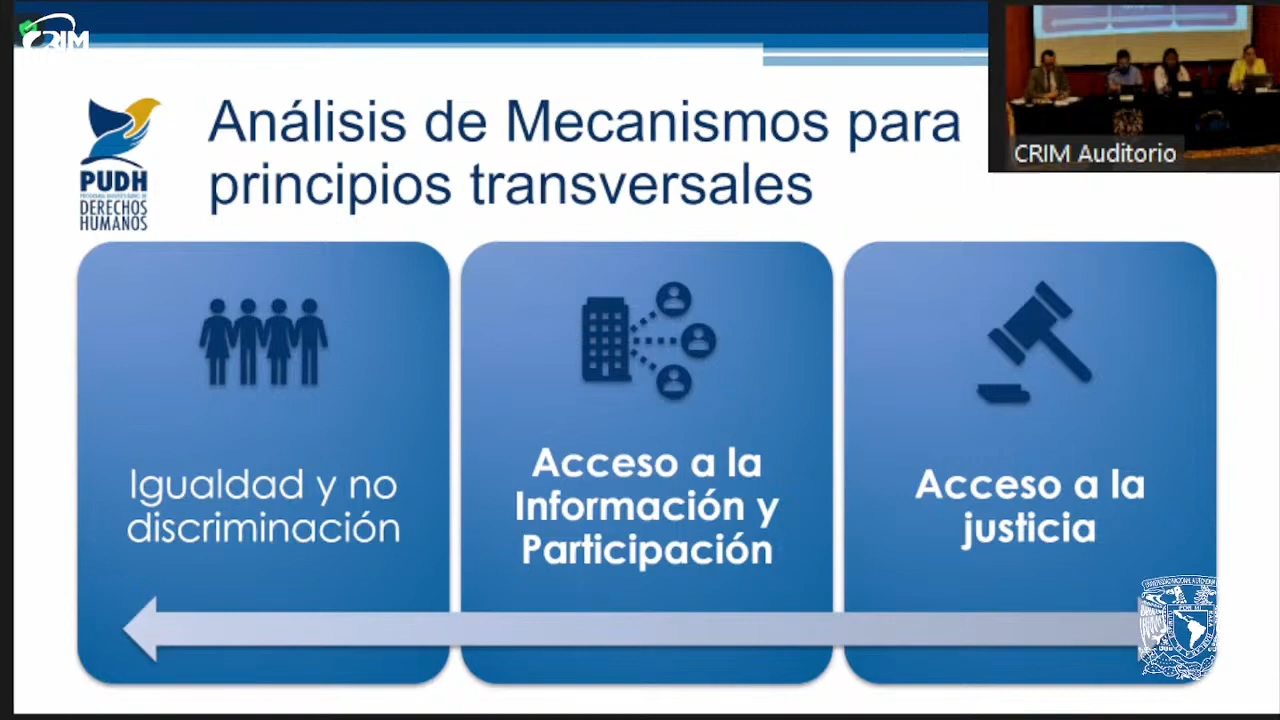 CRIM
Análisis de Mecanismos para
principios transversales
CRIM Auditorio
PUDH
DERECHOS
HUMANOS
Igualdad y no
discriminación
Acceso a la
Información y
Participación
Acceso a la
justicia